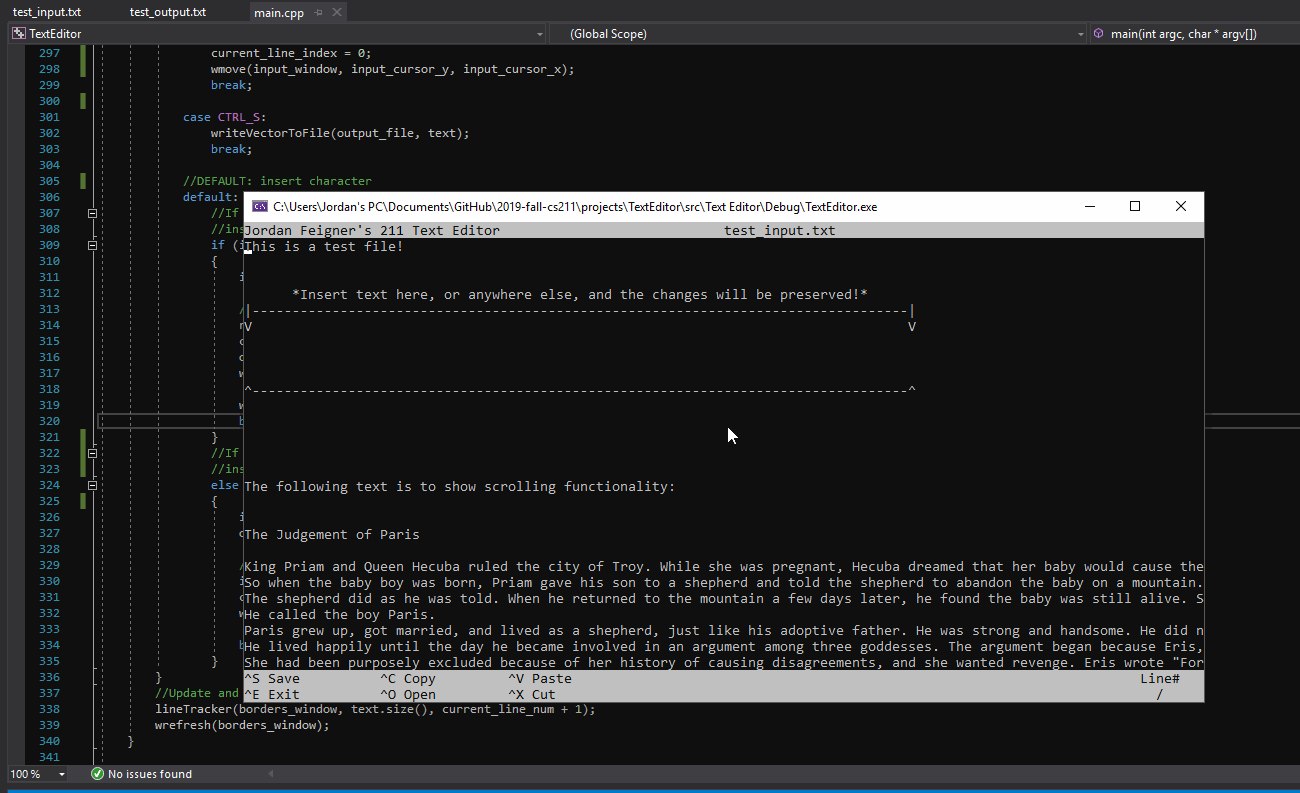 test_input.txt test_output.txt main.cpp
TextEditor (Global Scope) main(int argc, char * argv[])
297 current_line_index = 0;
298 wmove(input_window, input_cursor_y, input_cursor_x);
299 break;
300
301 case CTRL_S:
302 writeVectorToFile(output_file, text);
303 break;
304
305 //DEFAULT: insert character
306 default:
307 //If
308 //ins
309 if (i
310 {
311 i
312
313 /
314 r
315 c
316 c
317 w
318
319 w
320 b
321 }
322 //If
323 //ins
324 else
325 {
326 i
327 c
328
329 /
330 i
331 c
332 w
333
334 b
335 }
336 }
337 //Update and
338 lineTracker(borders_window, text.size(), current_line_num + 1);
339 wrefresh(borders_window);
340 }
341
100 % No issues found
C:\Users\Jordan's PC\Documents\GitHub\2019-fall-cs211\projects\TextEditor\src\Text Editor\Debug\TextEditor.exe
Jordan Feigner's 211 Text Editor test_input.txt
This is a test file!
*Insert text here, or anywhere else, and the changes will be preserved!*
|----------------------------------------------------------------------------------|
V V
^----------------------------------------------------------------------------------^
The following text is to show scrolling functionality:
The Judgement of Paris
King Priam and Queen Hecuba ruled the city of Troy. While she was pregnant, Hecuba dreamed that her baby would cause the
So when the baby boy was born, Priam gave his son to a shepherd and told the shepherd to abandon the baby on a mountain.
The shepherd did as he was told. When he returned to the mountain a few days later, he found the baby was still alive. S
He called the boy Paris.
Paris grew up, got married, and lived as a shepherd, just like his adoptive father. He was strong and handsome. He did n
He lived happily until the day he became involved in an argument among three goddesses. The argument began because Eris,
She had been purposely excluded because of her history of causing disagreements, and she wanted revenge. Eris wrote "For
^S Save ^C Copy ^V Paste Line#
^E Exit ^O Open ^X Cut /